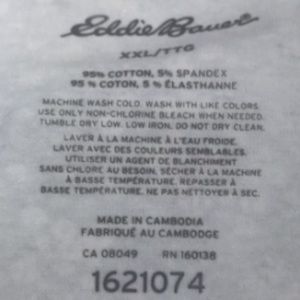 Eddie Bauer
XXL/TTG
95% COTTON, 5% SPANDEX
95 % COTON, 5 % ÉLASTHANNE
MACHINE WASH COLD. WASH WITH LIKE COLORS.
USE ONLY NON-CHLORINE BLEACH WHEN NEEDED.
TUMBLE DRY LOW. LOW IRON. DO NOT DRY CLEAN.
LAVER À LA MACHINE À L'EAU FROIDE.
LAVER AVEC DES COULEURS SEMBLABLES.
UTILISER UN AGENT DE BLANCHIMENT
SANS CHLORE AU BESOIN. SÉCHER À LA MACHINE
À BASSE TEMPÉRATURE. REPASSER À
BASSE TEMPÉRATURE. NE PAS NETTOYER À SEC.
MADE IN CAMBODIA
FABRIQUÉ AU CAMBODGE
CA 08049 RN 160138
1621074